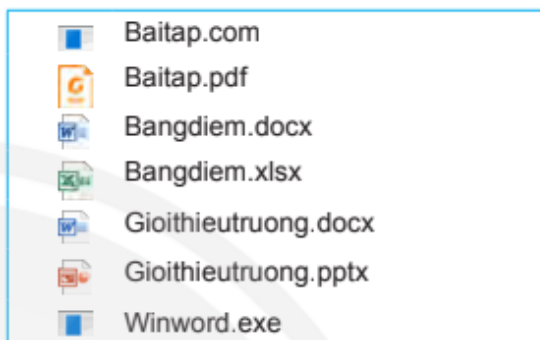 Baitap.com
Baitap.pdf
Bangdiem.docx
Bangdiem.xlsx
Gioithieutruong.docx
Gioithieutruong.pptx
Winword.exe